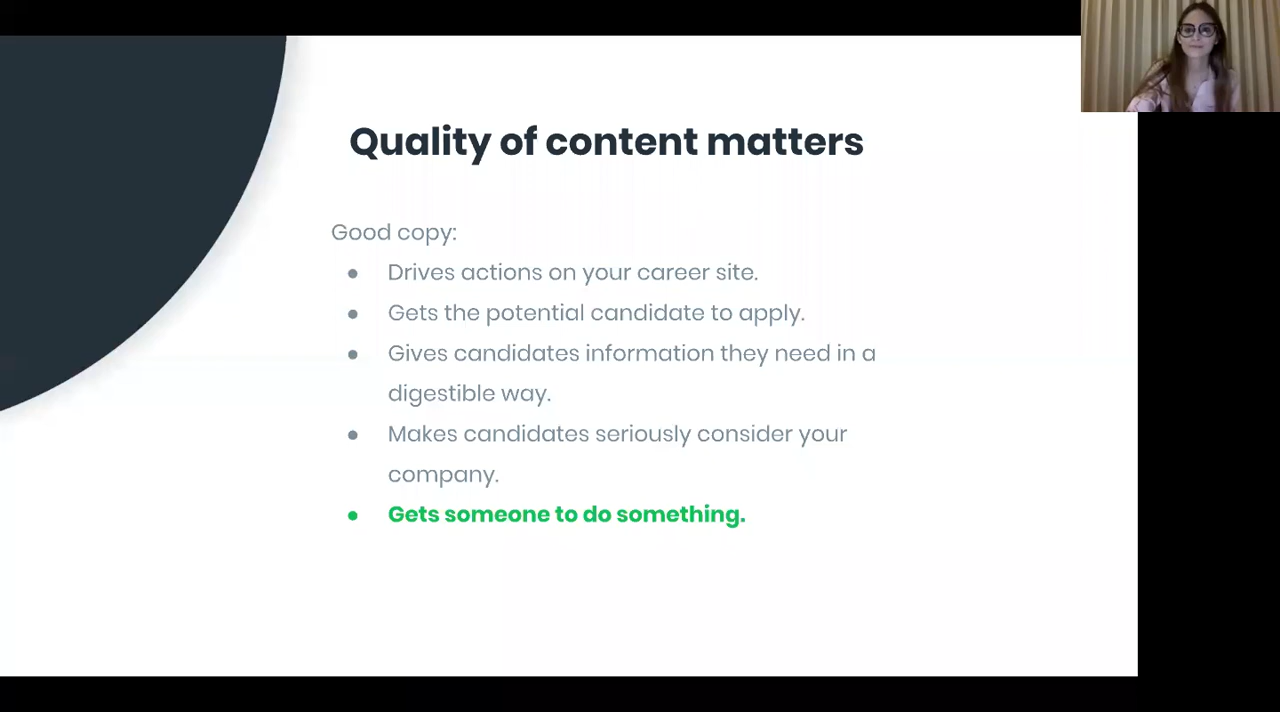 Quality of content matters
Good copy:
● Drives actions on your career site.
● Gets the potential candidate to apply.
● Gives candidates information they need in a
digestible way.
● Makes candidates seriously consider your
company.
● Gets someone to do something.